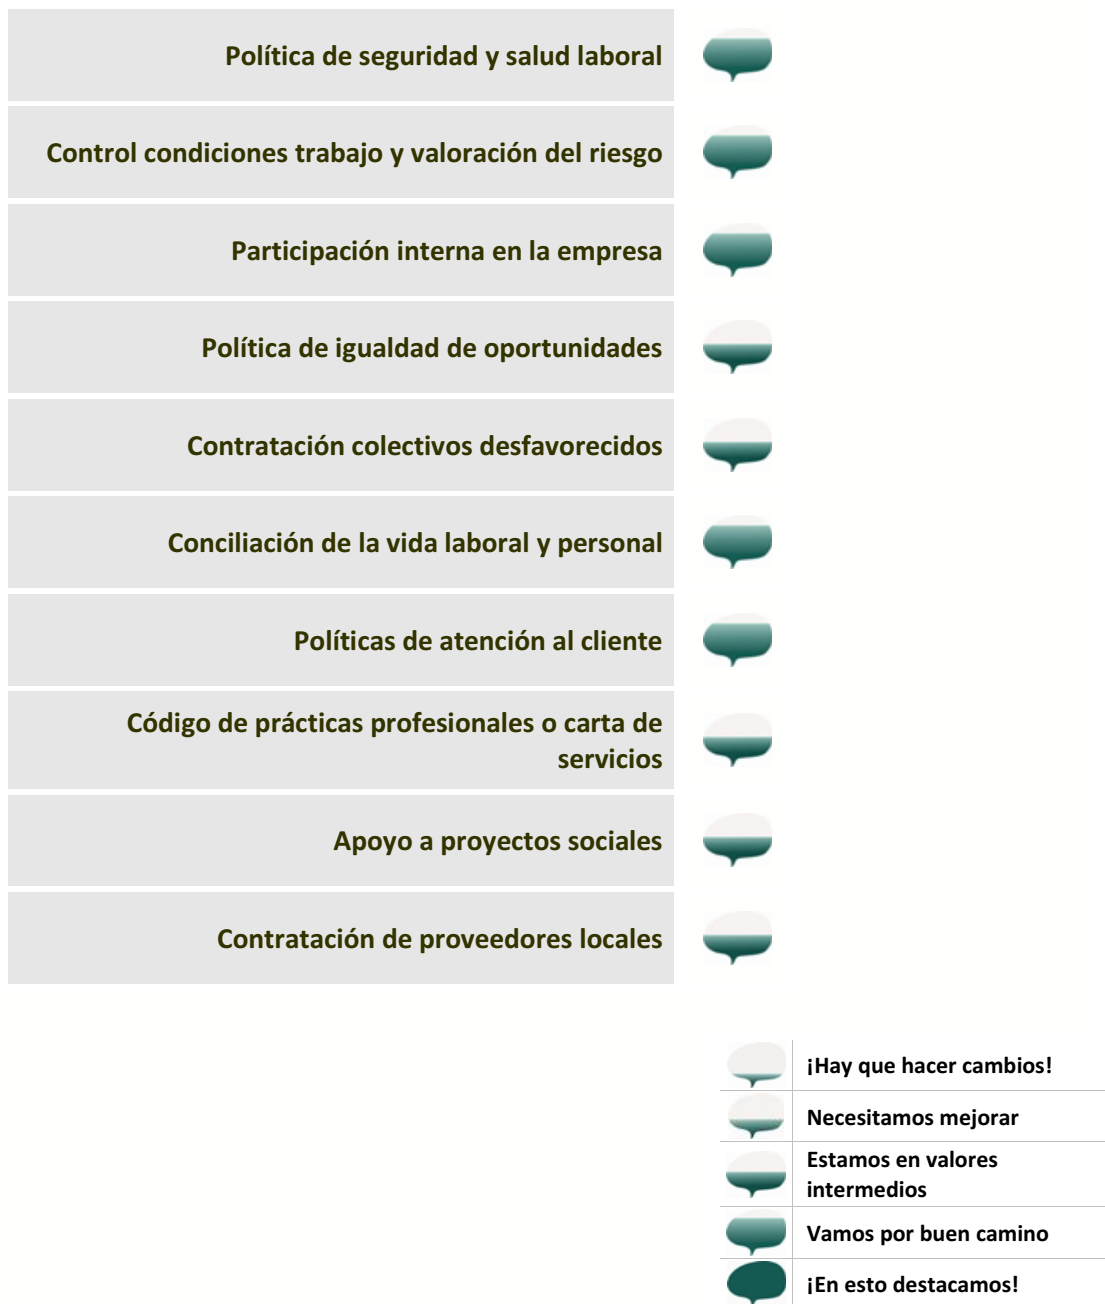 Política de seguridad y salud laboral
Control condiciones trabajo y valoración del riesgo
Participación interna en la empresa
Política de igualdad de oportunidades
Contratación colectivos desfavorecidos
Conciliación de la vida laboral y personal
Políticas de atención al cliente
Código de prácticas profesionales o carta de
servicios
Apoyo a proyectos sociales
Contratación de proveedores locales
¡Hay que hacer cambios!
Necesitamos mejorar
Estamos en valores
intermedios
Vamos por buen camino
¡En esto destacamos!